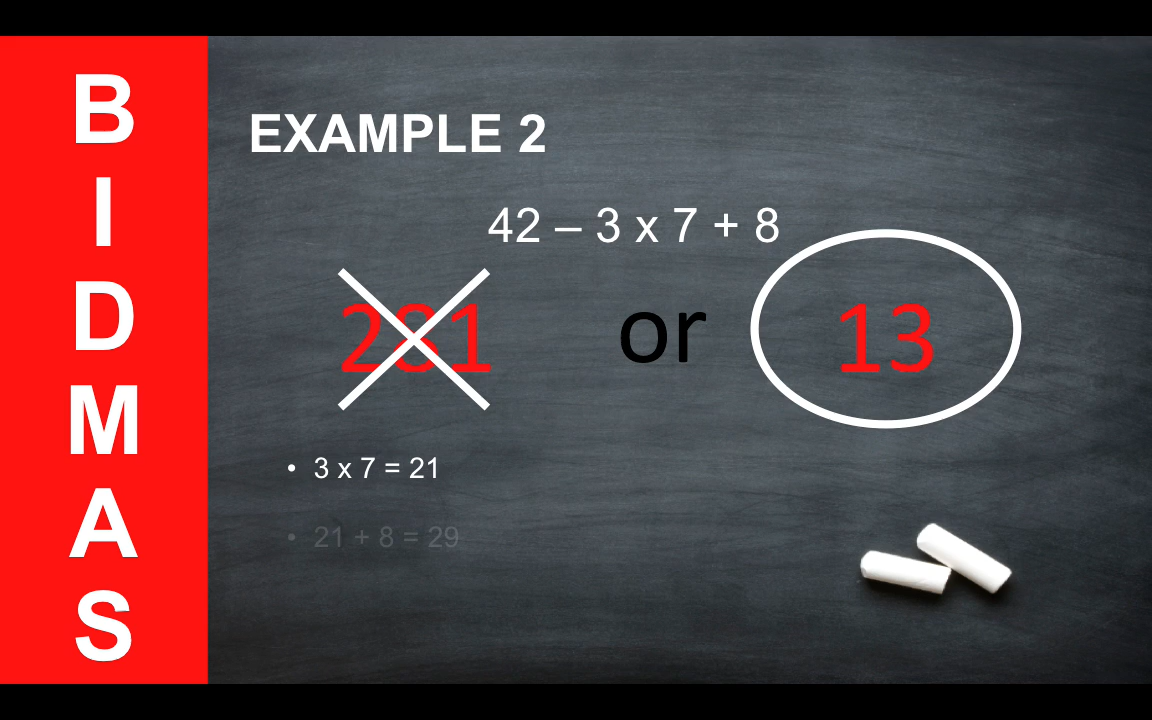 B
I
D
M
A
S
EXAMPLE 2
42 – 3 x 7 + 8
281 or 13
• 3 x 7 = 21
• 21 + 8 = 29